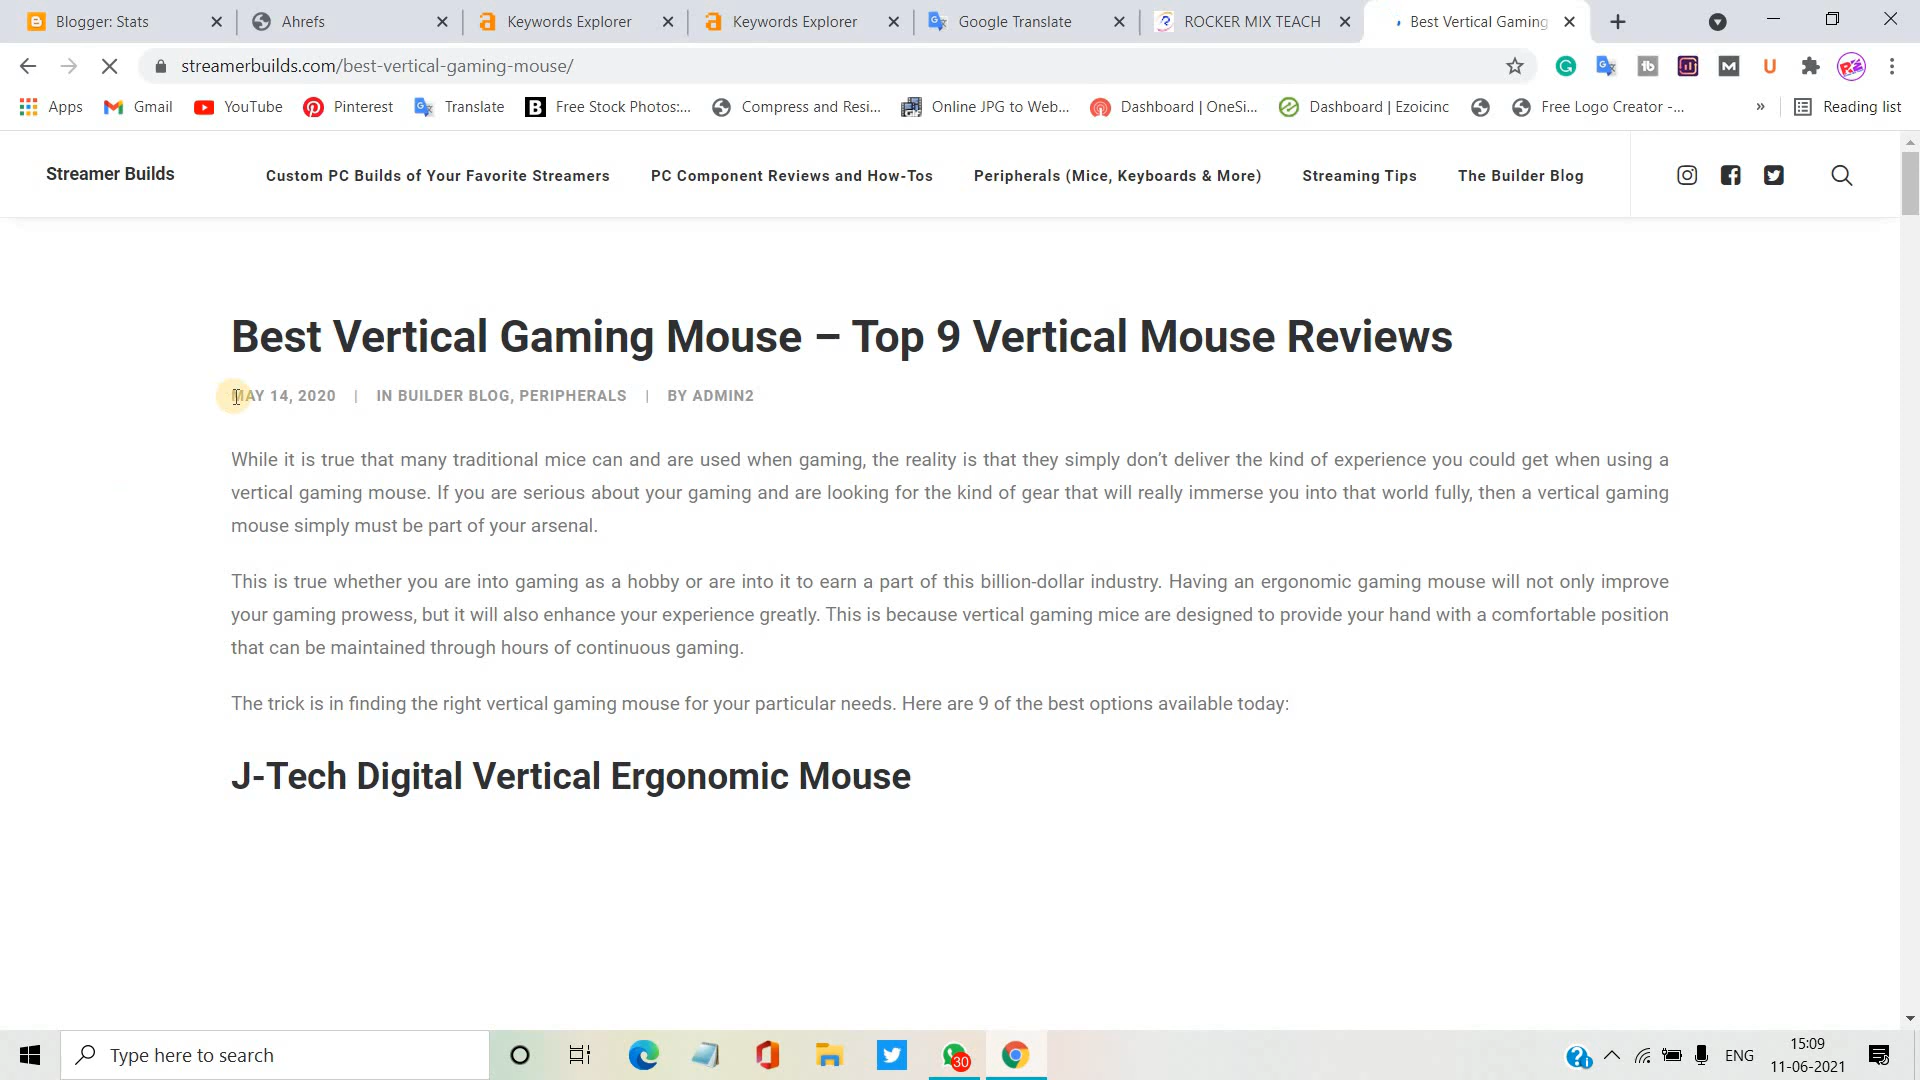 Blogger: Stats
Ahrefs
Keywords Explorer
Keywords Explorer
Google Translate
ROCKER MIX TEACH
Best Vertical Gaming
streamerbuilds.com/best-vertical-gaming-mouse/
Apps
Gmail
YouTube
Pinterest
Translate
Free Stock Photos:...
Compress and Resi...
Online JPG to Web...
Dashboard | OneSi...
Dashboard | Ezoicinc
Free Logo Creator -...
»
Reading list
Streamer Builds
Custom PC Builds of Your Favorite Streamers
PC Component Reviews and How-Tos
Peripherals (Mice, Keyboards & More)
Streaming Tips
The Builder Blog
Best Vertical Gaming Mouse – Top 9 Vertical Mouse Reviews
MAY 14, 2020 | IN BUILDER BLOG, PERIPHERALS | BY ADMIN2
While it is true that many traditional mice can and are used when gaming, the reality is that they simply don’t deliver the kind of experience you could get when using a
vertical gaming mouse. If you are serious about your gaming and are looking for the kind of gear that will really immerse you into that world fully, then a vertical gaming
mouse simply must be part of your arsenal.
This is true whether you are into gaming as a hobby or are into it to earn a part of this billion-dollar industry. Having an ergonomic gaming mouse will not only improve
your gaming prowess, but it will also enhance your experience greatly. This is because vertical gaming mice are designed to provide your hand with a comfortable position
that can be maintained through hours of continuous gaming.
The trick is in finding the right vertical gaming mouse for your particular needs. Here are 9 of the best options available today:
J-Tech Digital Vertical Ergonomic Mouse
Type here to search
30
ENG
15:09
11-06-2021